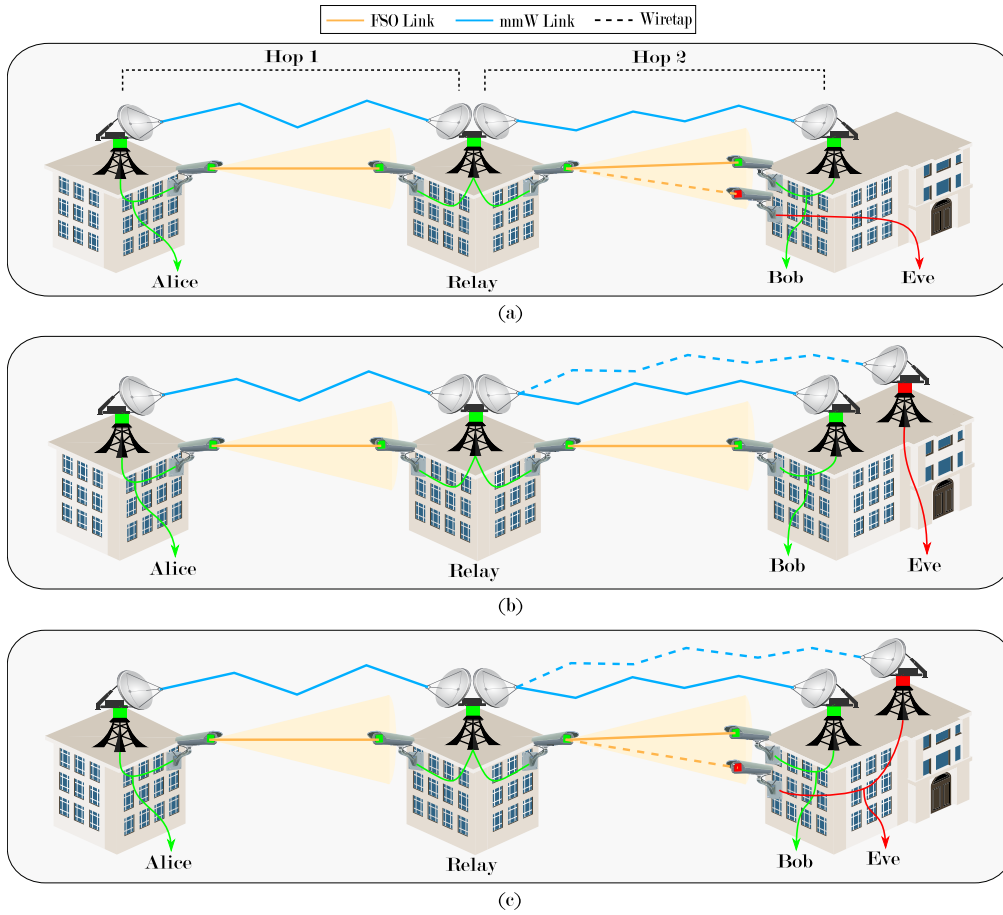 FSO Link mmW Link Wiretap
Hop 1 Hop 2
Alice Relay Bob Eve
(a)
Alice Relay Bob Eve
(b)
Alice Relay Bob Eve
(c)